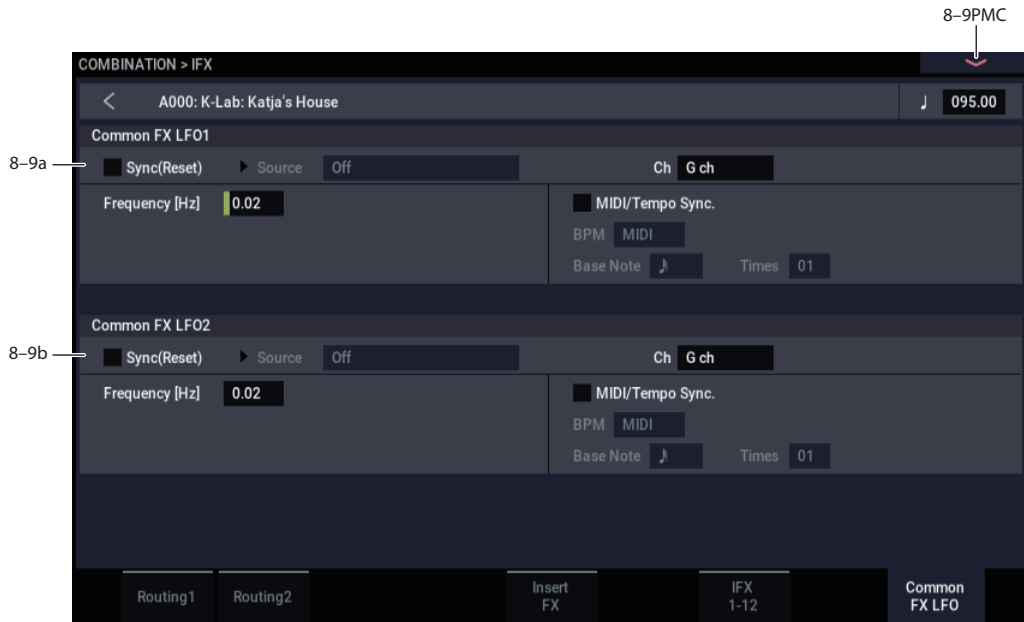 8–9PMC
COMBINATION > IFX
A000: K-Lab: Katja's House
♩ 095.00
Common FX LFO1
8–9a
Sync(Reset) Source Off Ch G ch
Frequency [Hz] 0.02
MIDI/Tempo Sync.
BPM MIDI
Base Note Times 01
Common FX LFO2
8–9b
Sync(Reset) Source Off Ch G ch
Frequency [Hz] 0.02
MIDI/Tempo Sync.
BPM MIDI
Base Note Times 01
Routing1 Routing2 Insert FX IFX 1-12 Common FX LFO